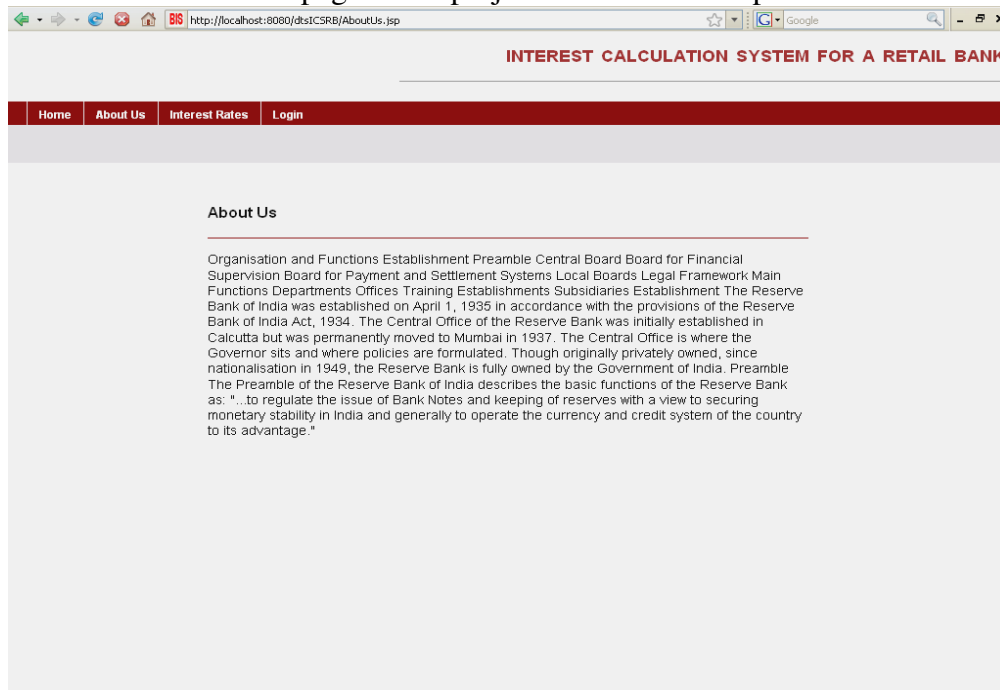 BIS http://localhost:8080/dtsICSRB/AboutUs.jsp G Google
INTEREST CALCULATION SYSTEM FOR A RETAIL BANK
Home About Us Interest Rates Login
About Us
Organisation and Functions Establishment Preamble Central Board Board for Financial
Supervision Board for Payment and Settlement Systems Local Boards Legal Framework Main
Functions Departments Offices Training Establishments Subsidiaries Establishment The Reserve
Bank of India was established on April 1, 1935 in accordance with the provisions of the Reserve
Bank of India Act, 1934. The Central Office of the Reserve Bank was initially established in
Calcutta but was permanently moved to Mumbai in 1937. The Central Office is where the
Governor sits and where policies are formulated. Though originally privately owned, since
nationalisation in 1949, the Reserve Bank is fully owned by the Government of India. Preamble
The Preamble of the Reserve Bank of India describes the basic functions of the Reserve Bank
as: "...to regulate the issue of Bank Notes and keeping of reserves with a view to securing
monetary stability in India and generally to operate the currency and credit system of the country
to its advantage."